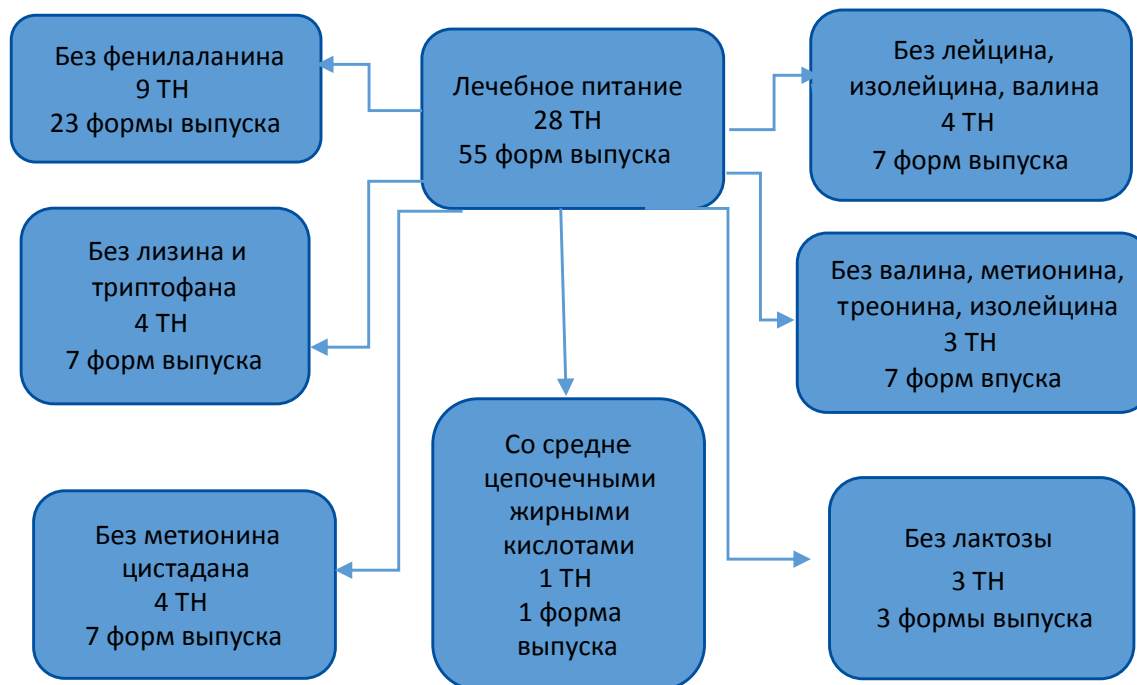 Без фенилаланина
9 ТН
23 формы выпуска
Лечебное питание
28 ТН
55 форм выпуска
Без лейцина,
изолейцина, валина
4 ТН
7 форм выпуска
Без лизина и
триптофана
4 ТН
7 форм выпуска
Без валина, метионина,
треонина, изолейцина
3 ТН
7 форм впуска
Со средне
цепочечными
жирными
кислотами
1 ТН
1 форма
выпуска
Без метионина
цистадана
4 ТН
7 форм выпуска
Без лактозы
3 ТН
3 формы выпуска